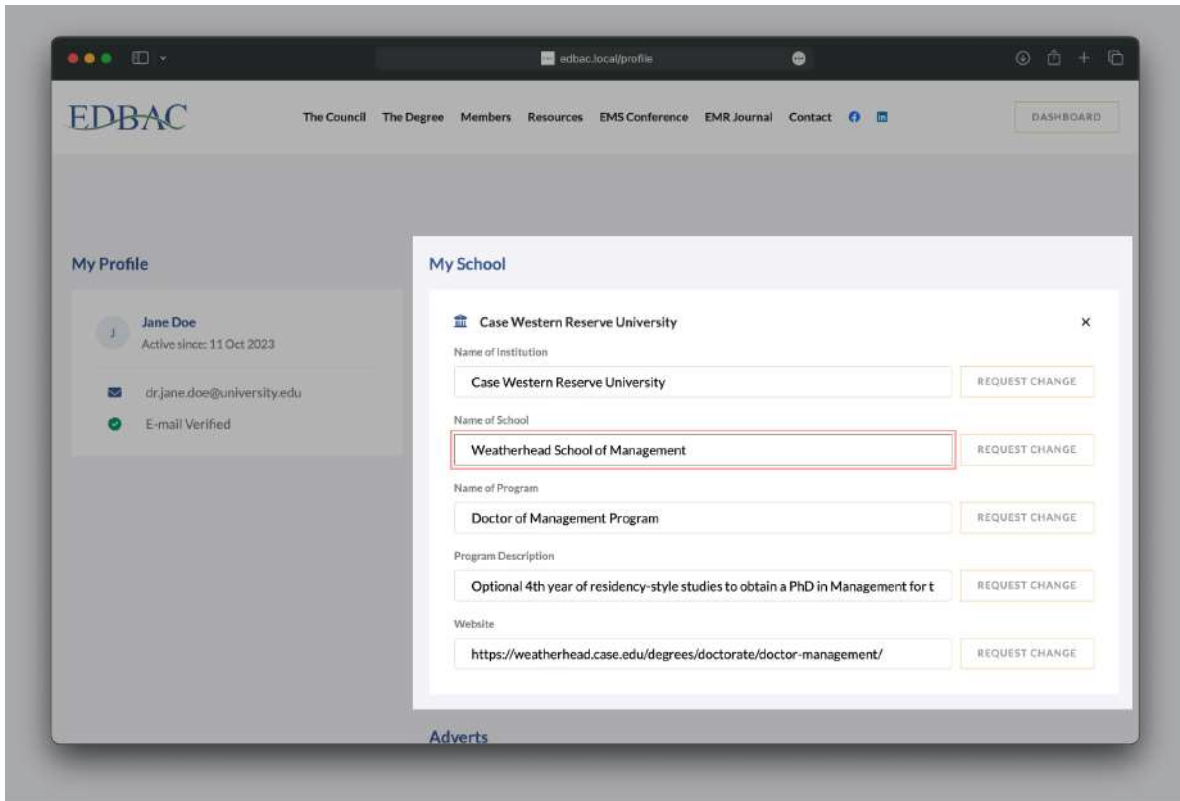 edbac.local/profile
EDBAC
The Council The Degree Members Resources EMS Conference EMR Journal Contact
DASHBOARD
My Profile
J
Jane Doe
Active since: 11 Oct 2023
dr.jane.doe@university.edu
E-mail Verified
My School
Case Western Reserve University
Name of Institution
Case Western Reserve University
REQUEST CHANGE
Name of School
Weatherhead School of Management
REQUEST CHANGE
Name of Program
Doctor of Management Program
REQUEST CHANGE
Program Description
Optional 4th year of residency-style studies to obtain a PhD in Management for t
REQUEST CHANGE
Website
https://weatherhead.case.edu/degrees/doctorate/doctor-management/
REQUEST CHANGE
Adverts